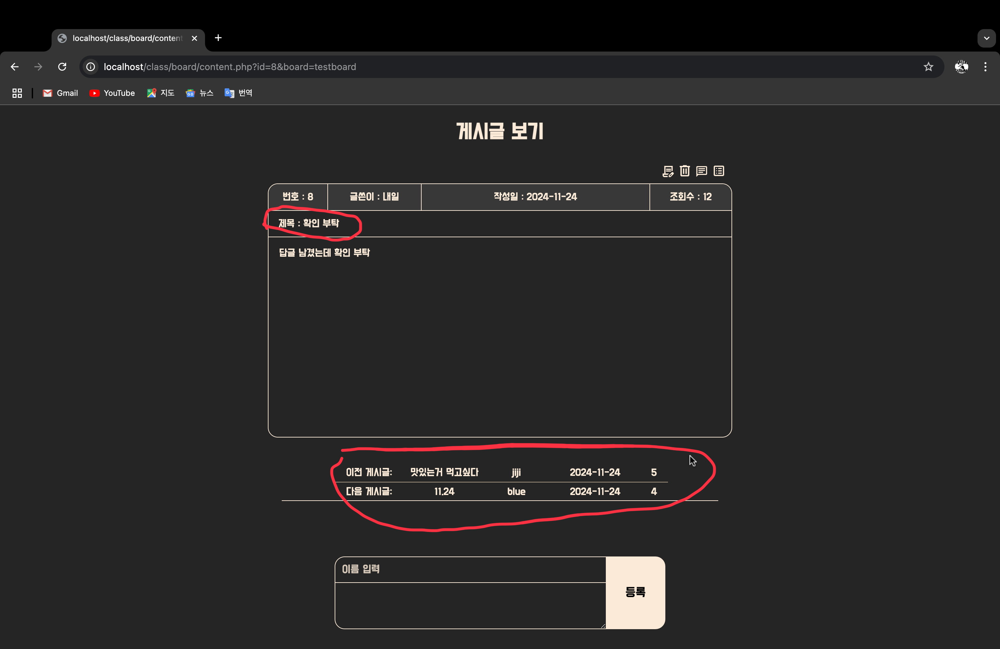 localhost/class/board/content
localhost/class/board/content.php?id=8&board=testboard
Gmail YouTube 지도 뉴스 번역
게시글 보기
번호 : 8 글쓴이 : 내일 작성일 : 2024-11-24 조회수 : 12
제목 : 확인 부탁
답글 남겼는데 확인 부탁
이전 게시글: 맛있는거 먹고싶다 jiji 2024-11-24 5
다음 게시글: 11.24 blue 2024-11-24 4
이름 입력
등록